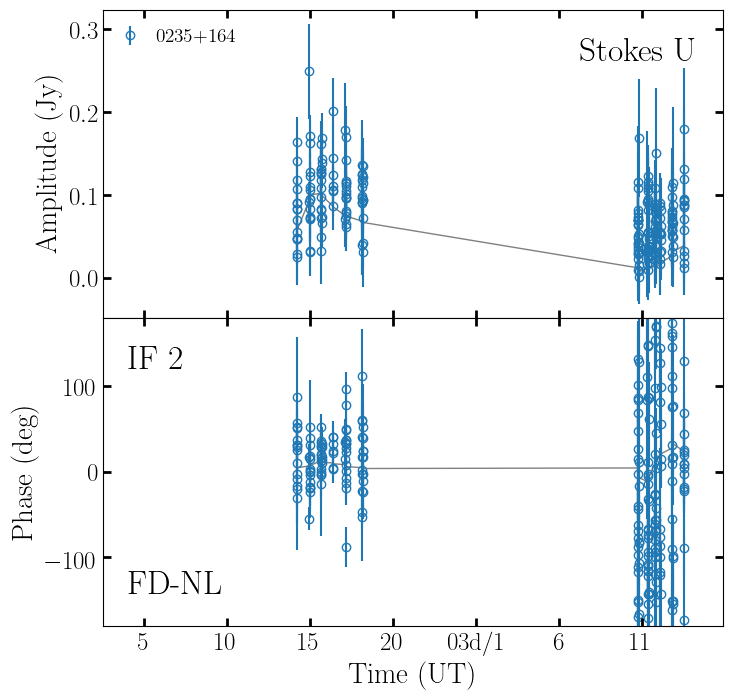 0235+164
Stokes U
Amplitude (Jy)
0.3
0.2
0.1
0.0
IF 2
Phase (deg)
100
0
−100
FD-NL
5 10 15 20 03d/1 6 11
Time (UT)